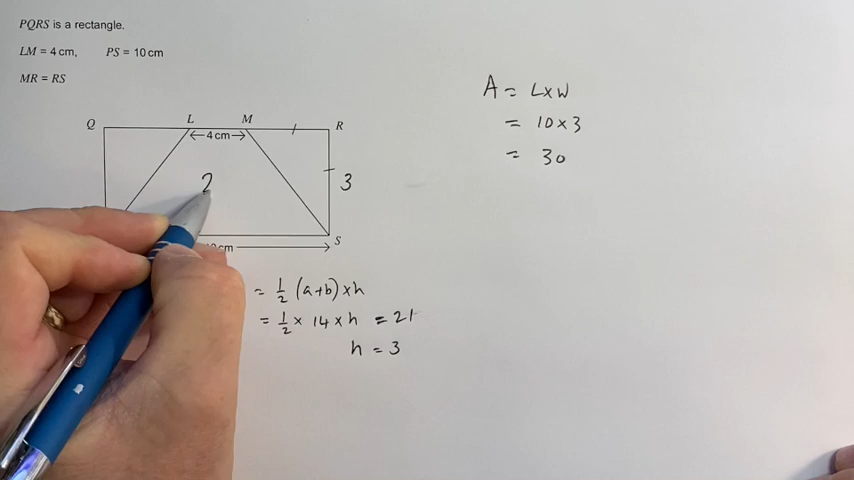 PQRS is a rectangle.
LM = 4 cm, PS = 10 cm
MR = RS
Q L M R
4 cm
2 3
cm S
= 1/2 (a+b) × h
= 1/2 × 14 × h = 21
h = 3
A = L×W
= 10×3
= 30